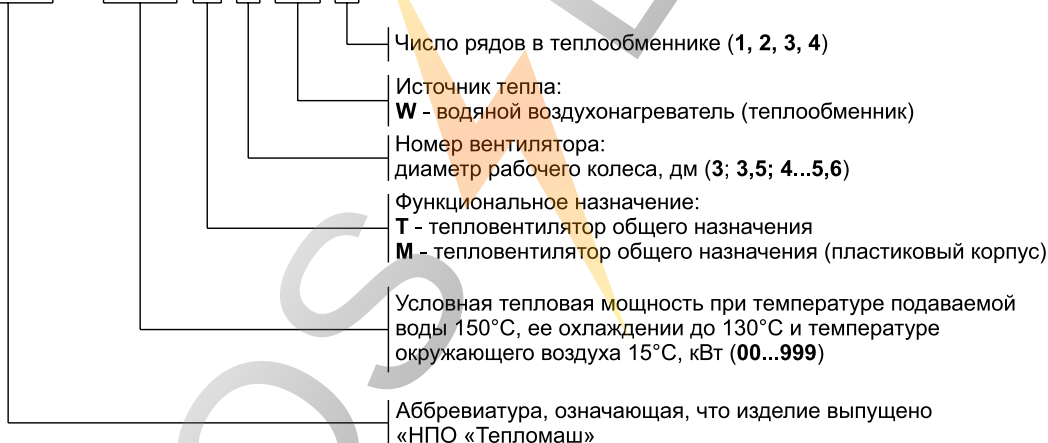 Число рядов в теплообменнике (1, 2, 3, 4)
Источник тепла:
W - водяной воздухонагреватель (теплообменник)
Номер вентилятора:
диаметр рабочего колеса, дм (3; 3,5; 4...5,6)
Функциональное назначение:
Т - тепловентилятор общего назначения
М - тепловентилятор общего назначения (пластиковый корпус)
Условная тепловая мощность при температуре подаваемой
воды 150°С, ее охлаждении до 130°С и температуре
окружающего воздуха 15°С, кВт (00...999)
Аббревиатура, означающая, что изделие выпущено
«НПО «Тепломаш»